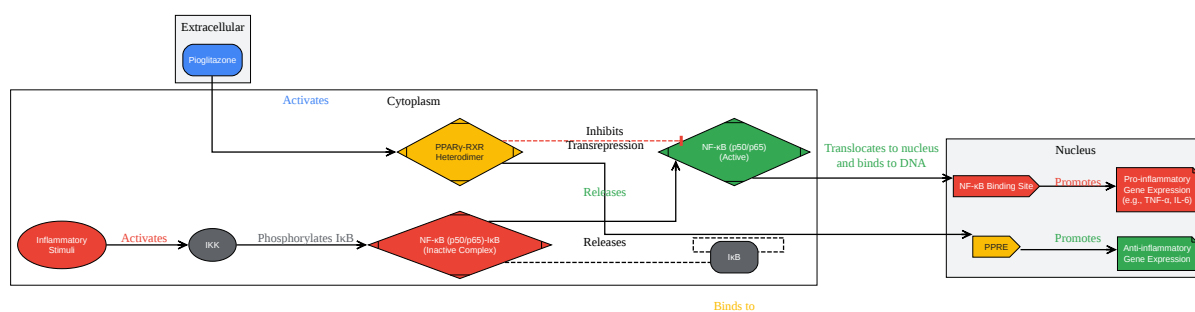 Extracellular
Pioglitazone
Activates
Cytoplasm
PPARγ-RXR
Heterodimer
Inhibits
Transrepression
NF-κB (p50/p65)
(Active)
Translocates to nucleus
and binds to DNA
Nucleus
NF-κB Binding Site
Promotes
Pro-inflammatory
Gene Expression
(e.g., TNF-α, IL-6)
Releases
Inflammatory
Stimuli
Activates
IKK
Phosphorylates IκB
NF-κB (p50/p65)-IκB
(Inactive Complex)
Releases
IκB
PPRE
Promotes
Anti-inflammatory
Gene Expression
Binds to